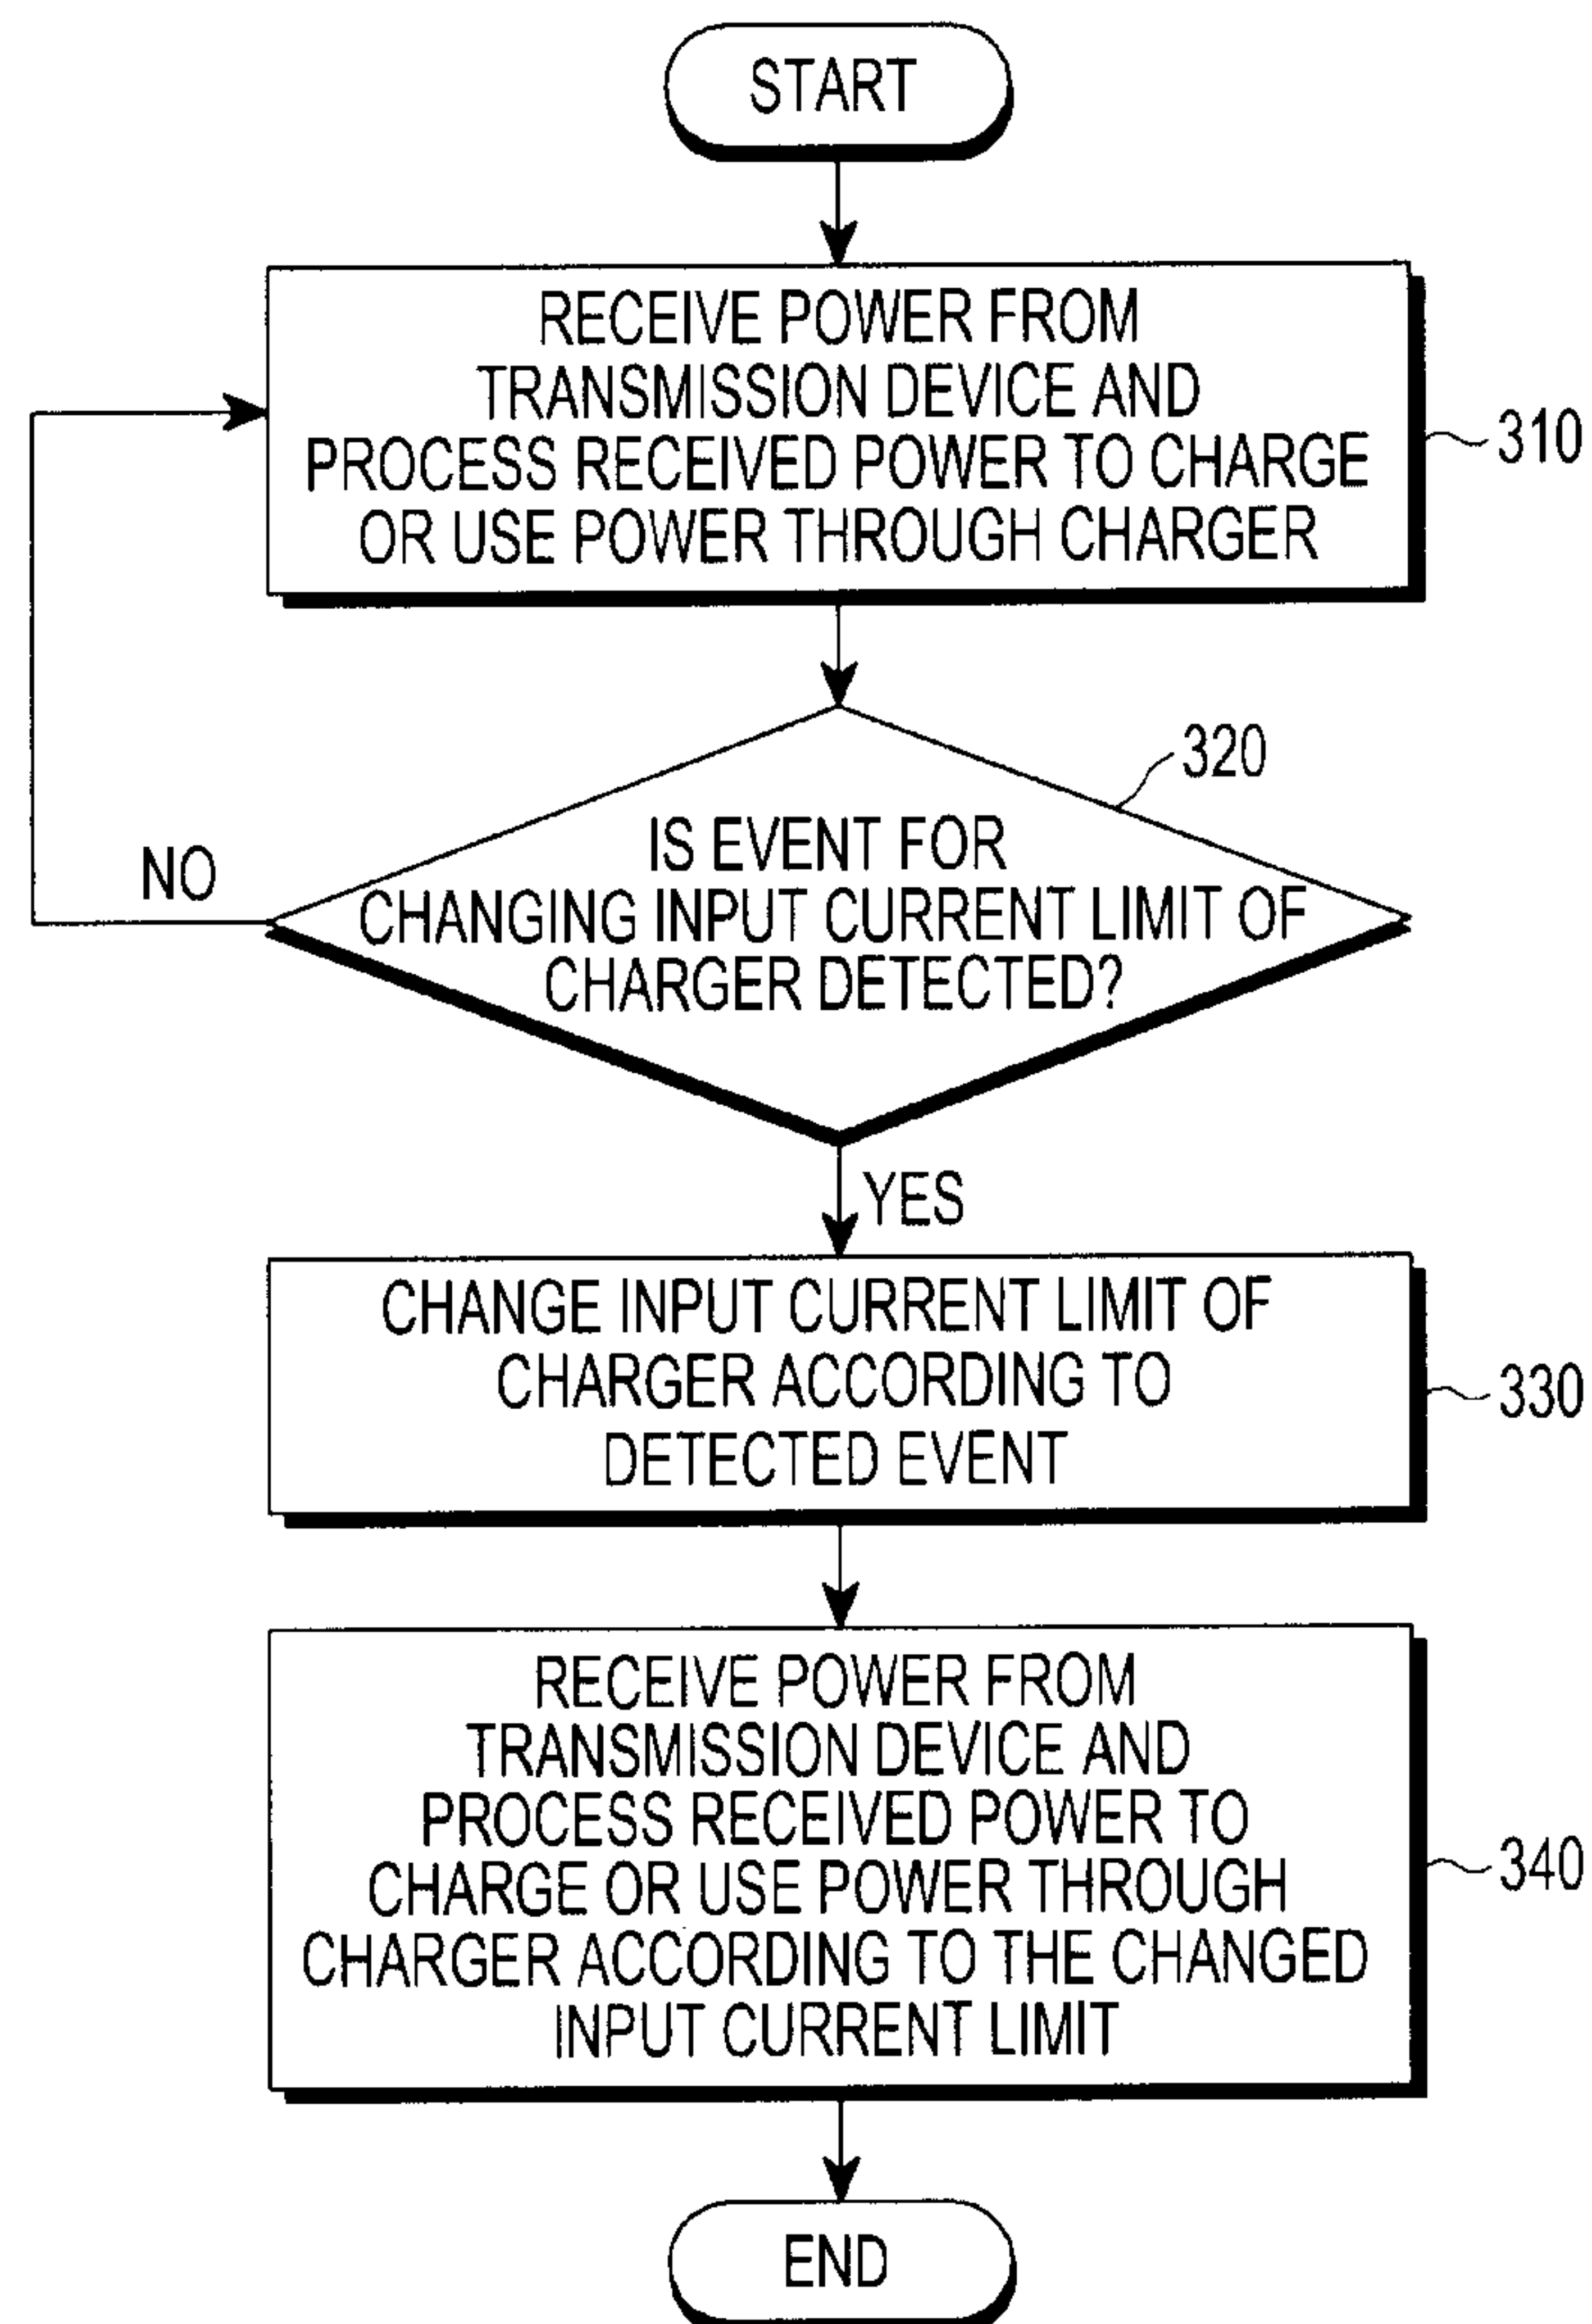 START
RECEIVE POWER FROM
TRANSMISSION DEVICE AND
PROCESS RECEIVED POWER TO CHARGE
OR USE POWER THROUGH CHARGER
310
320
IS EVENT FOR
CHANGING INPUT CURRENT LIMIT OF
CHARGER DETECTED?
NO
YES
CHANGE INPUT CURRENT LIMIT OF
CHARGER ACCORDING TO
DETECTED EVENT
330
RECEIVE POWER FROM
TRANSMISSION DEVICE AND
PROCESS RECEIVED POWER TO
CHARGE OR USE POWER THROUGH
CHARGER ACCORDING TO THE CHANGED
INPUT CURRENT LIMIT
340
END